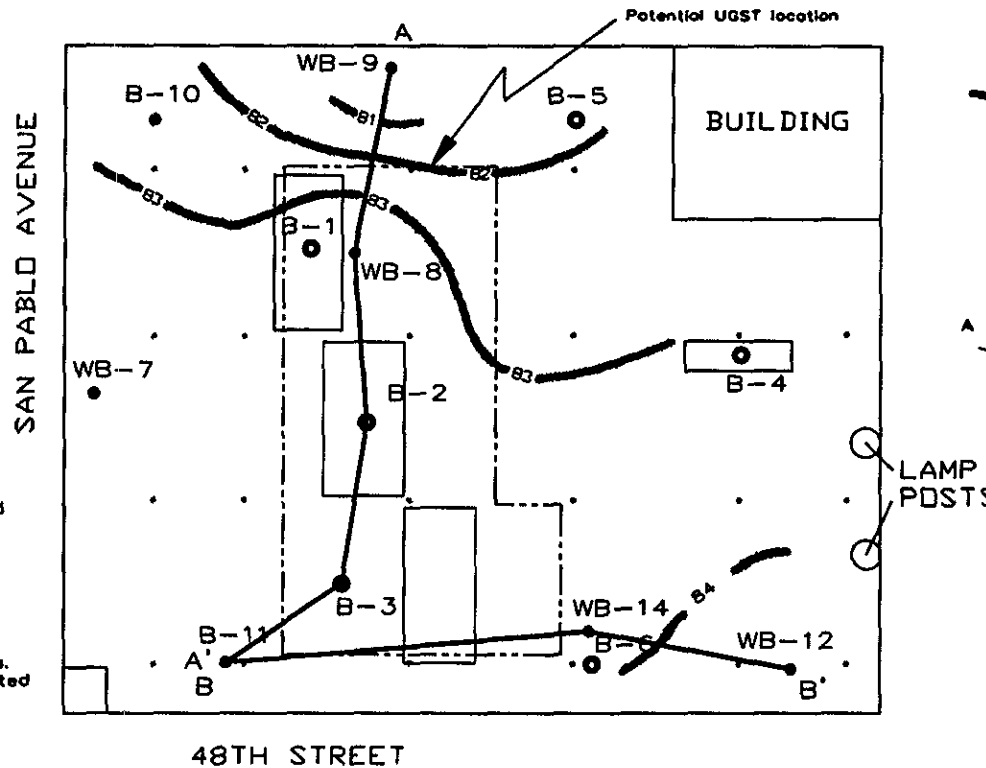 Potential UGST location
A
WB-9
B-10
B-5
BUILDING
81
82
82
SAN PABLO AVENUE
83
83
B-1
WB-8
A
WB-7
83
B-4
B-2
LAMP
POSTS
84
B-3
WB-14
B-11
B-6
WB-12
A'
B
B'
48TH STREET